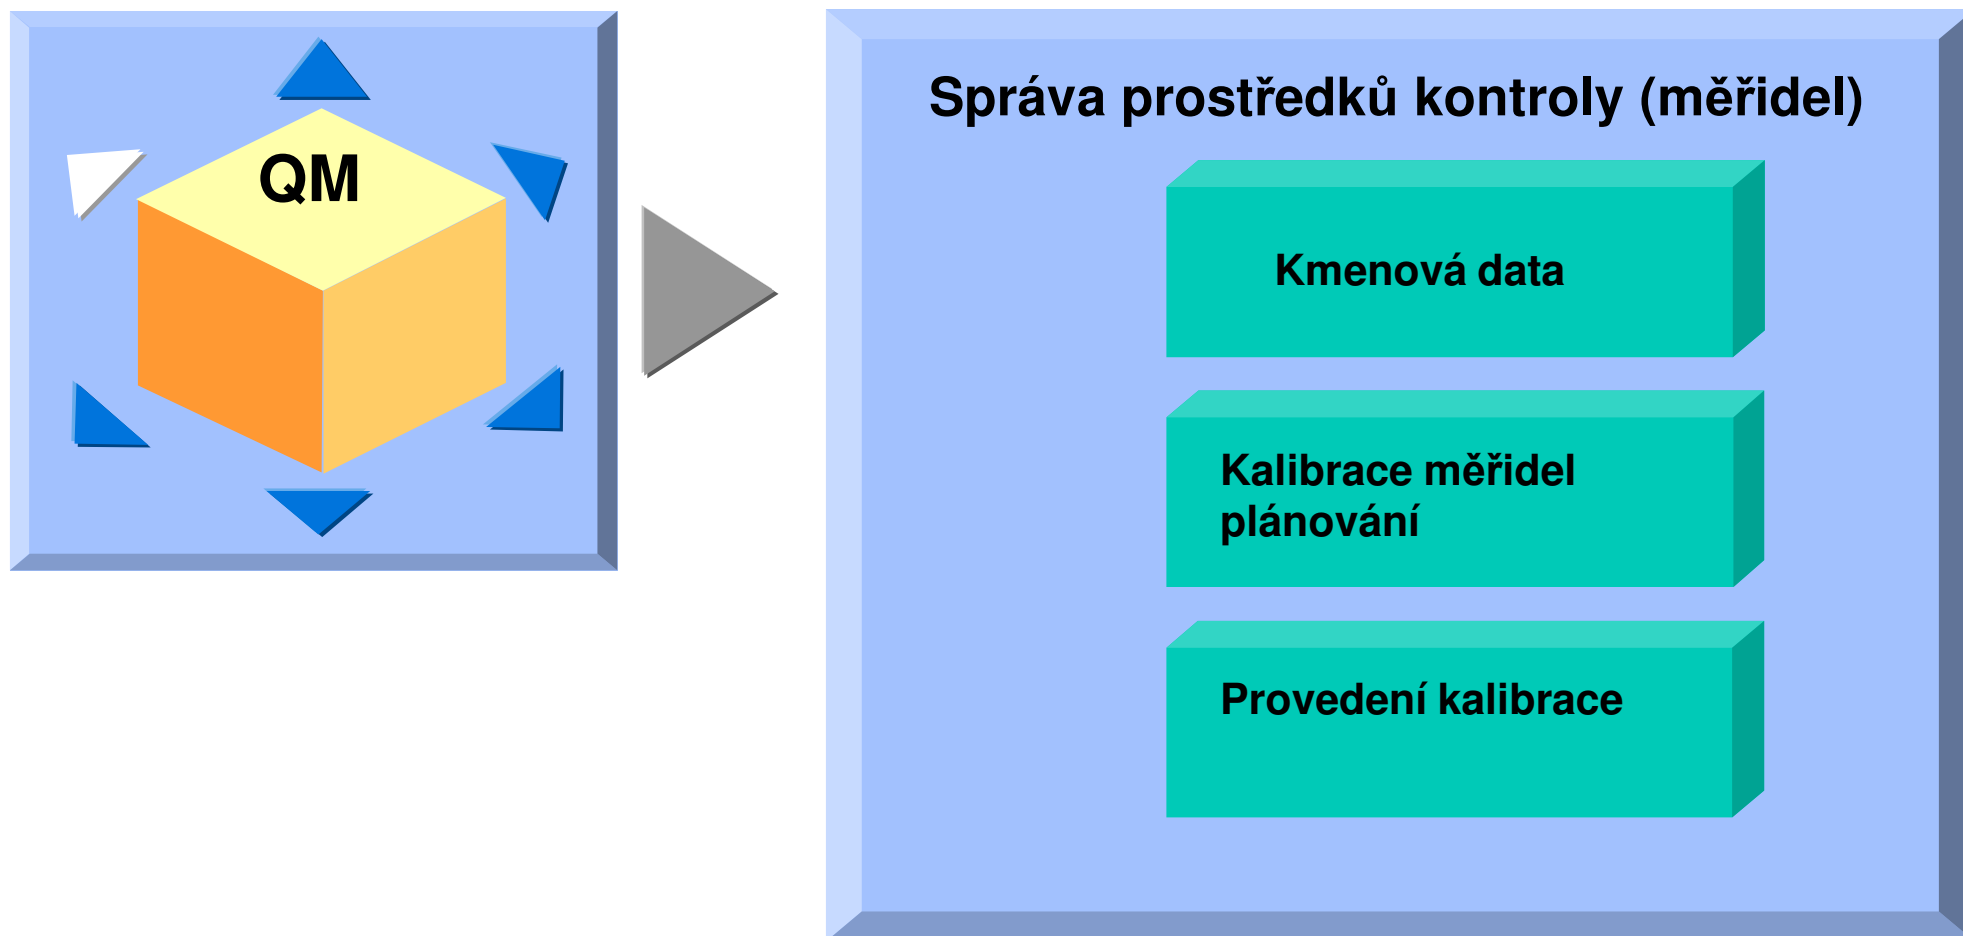 QM
Správa prostředků kontroly (měřidel)
Kmenová data
Kalibrace měřidel
plánování
Provedení kalibrace